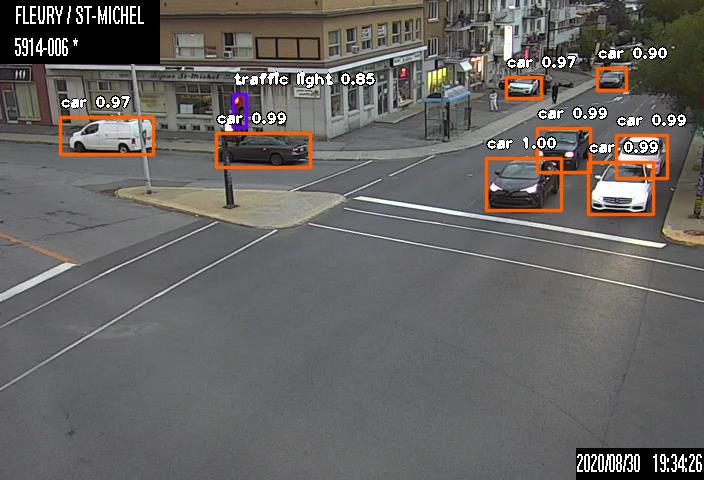 FLEURY / ST-MICHEL
5914-006 *
car 0.97
car 0.90
traffic light 0.85
car 0.97
car 0.99
car 0.99
car 0.99
car 1.00
car 0.99
2020/08/30 19:34:26